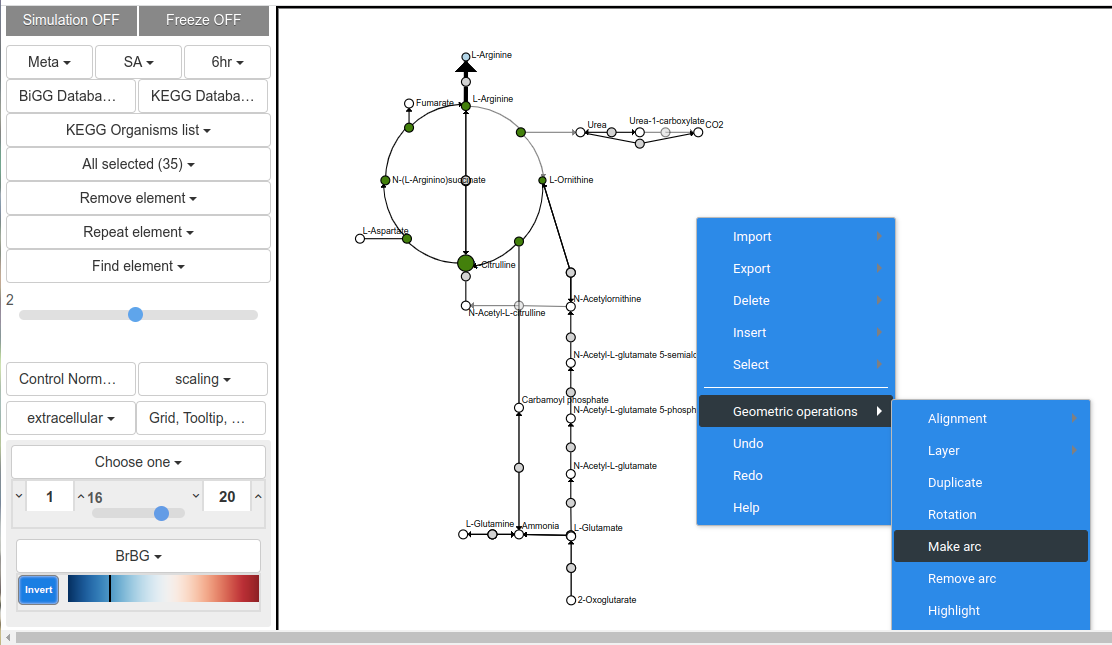 Simulation OFF
Freeze OFF
Meta
SA
6hr
BiGG Databa...
KEGG Databa...
KEGG Organisms list
All selected (35)
Remove element
Repeat element
Find element
2
Control Norm...
scaling
extracellular
Grid, Tooltip, ...
Choose one
1
16
20
BrBG
Invert
L-Arginine
L-Arginine
Fumarate
Urea
Urea-1-carboxylate
CO2
N-(L-Arginino)succinate
L-Ornithine
L-Aspartate
Citrulline
N-Acetylornithine
N-Acetyl-L-citrulline
N-Acetyl-L-glutamate 5-semiald
Carbamoyl phosphate
N-Acetyl-L-glutamate 5-phosph
N-Acetyl-L-glutamate
L-Glutamine
Ammonia
L-Glutamate
2-Oxoglutarate
Import
Export
Delete
Insert
Select
Geometric operations
Undo
Redo
Help
Alignment
Layer
Duplicate
Rotation
Make arc
Remove arc
Highlight